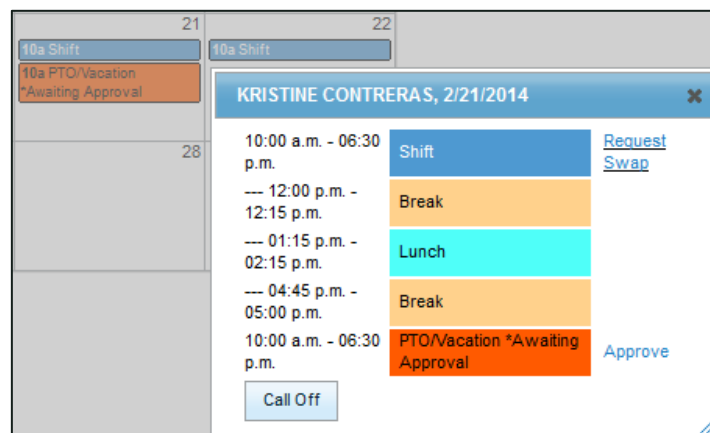 21
22
10a Shift
10a Shift
10a PTO/Vacation
*Awaiting Approval
28
KRISTINE CONTRERAS, 2/21/2014
10:00 a.m. - 06:30
p.m.
Shift
Request
Swap
--- 12:00 p.m. -
12:15 p.m.
Break
--- 01:15 p.m. -
02:15 p.m.
Lunch
--- 04:45 p.m. -
05:00 p.m.
Break
10:00 a.m. - 06:30
p.m.
PTO/Vacation *Awaiting
Approval
Approve
Call Off